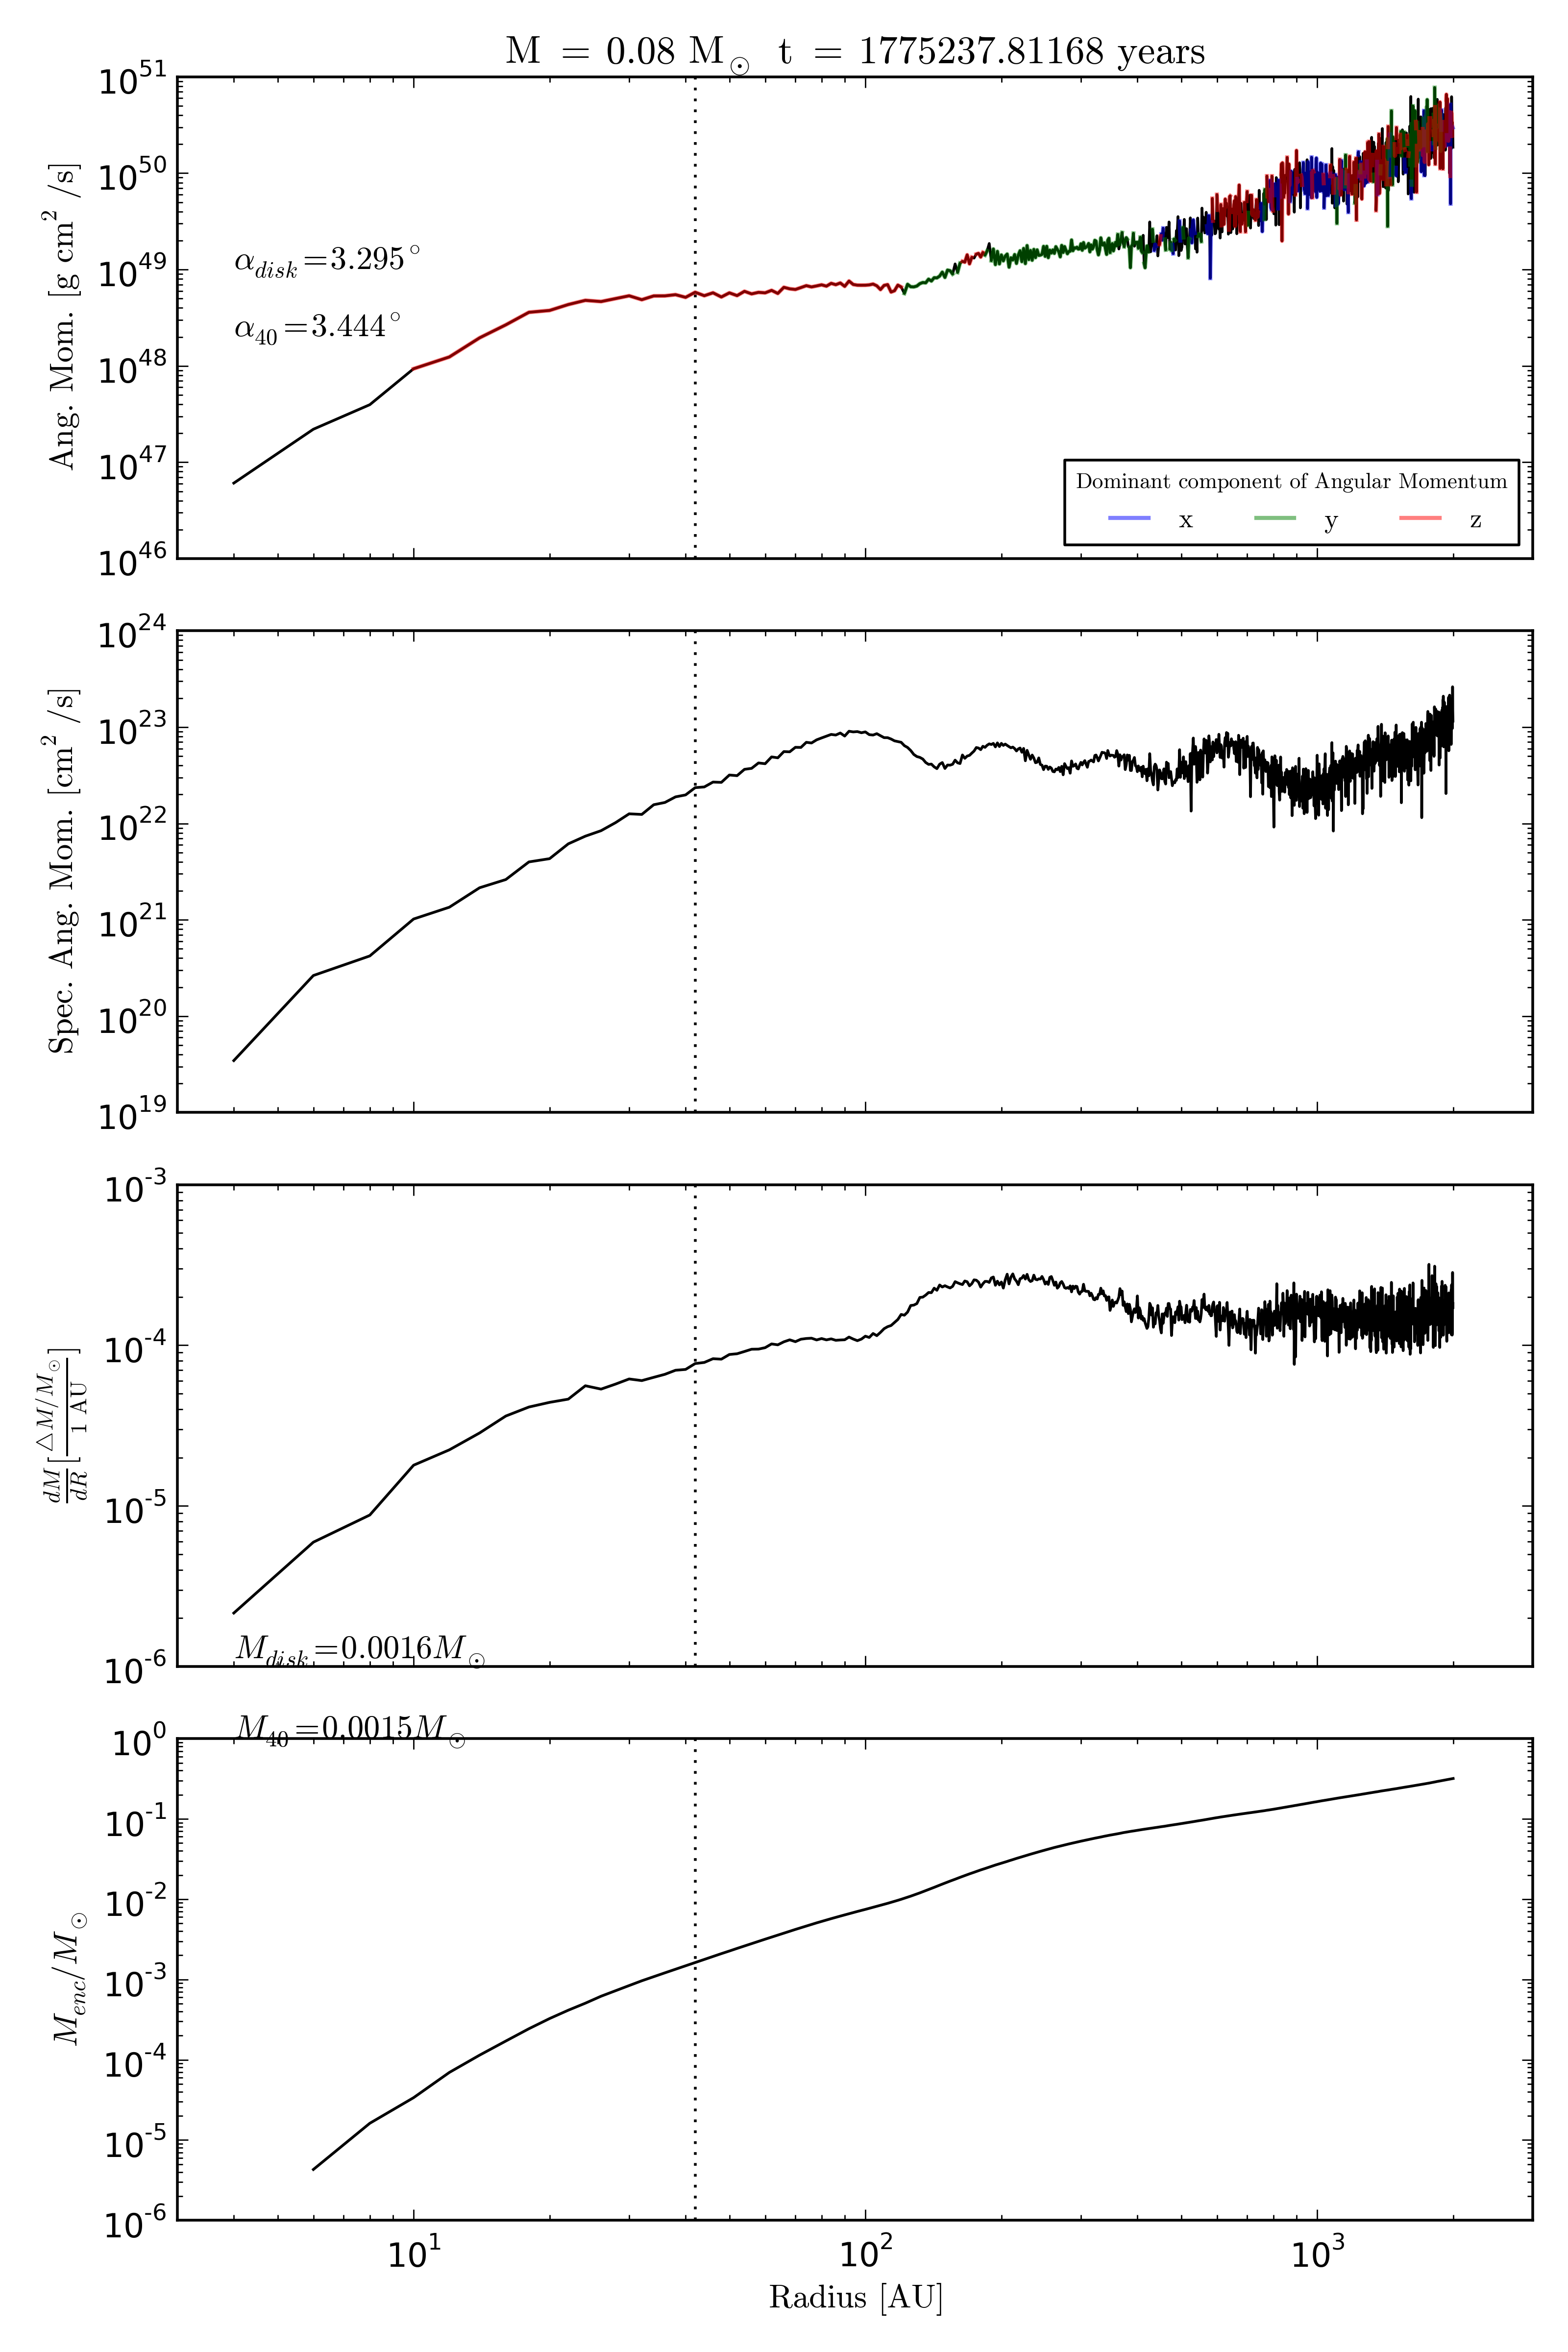 M = 0.08 M⊙ t = 1775237.81168 years
10^51
10^50
10^49
10^48
10^47
10^46
Ang. Mom. [g cm^2 /s]
α_disk = 3.295°
α_40 = 3.444°
Dominant component of Angular Momentum
x y z
10^24
10^23
10^22
10^21
10^20
10^19
Spec. Ang. Mom. [cm^2 /s]
10^-3
10^-4
10^-5
10^-6
dM/dR [△M/M⊙ / 1 AU]
M_disk = 0.0016M⊙
M_40 = 0.0015M⊙
10^0
10^-1
10^-2
10^-3
10^-4
10^-5
10^-6
M_enc/M⊙
10^1 10^2 10^3
Radius [AU]